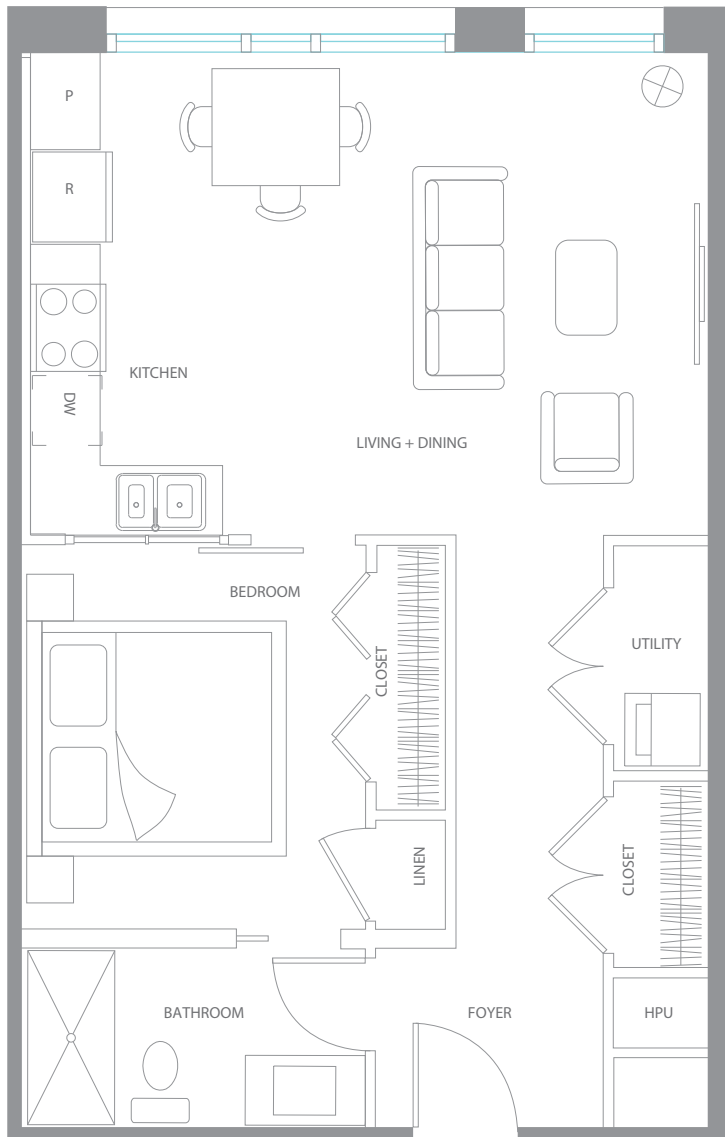 P
R
KITCHEN
DW
LIVING + DINING
BEDROOM
CLOSET
UTILITY
LINEN
CLOSET
BATHROOM
FOYER
HPU